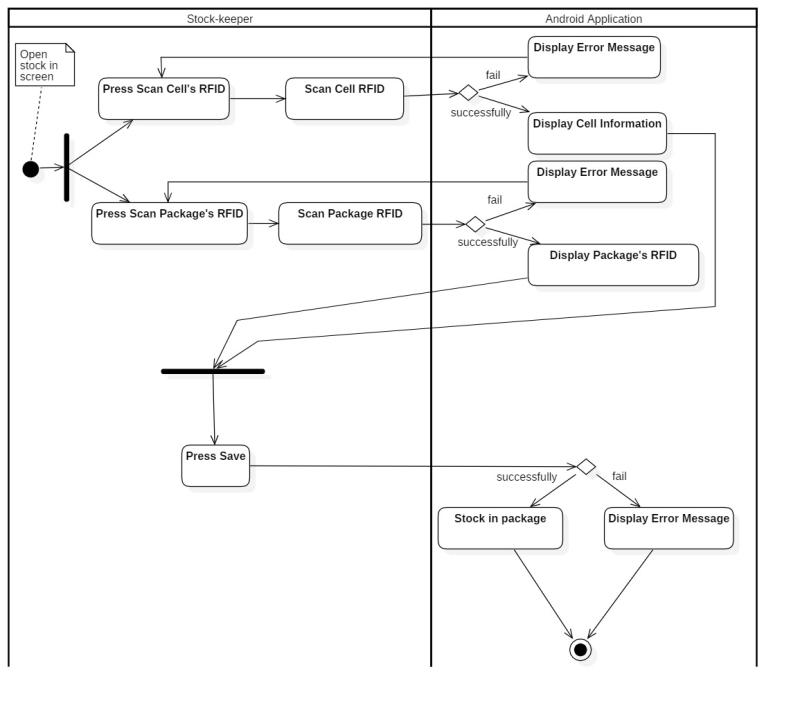 Stock-keeper
Android Application
Open
stock in
screen
Display Error Message
fail
Press Scan Cell's RFID
Scan Cell RFID
successfully
Display Cell Information
Display Error Message
fail
Press Scan Package's RFID
Scan Package RFID
successfully
Display Package's RFID
Press Save
successfully
fail
Stock in package
Display Error Message